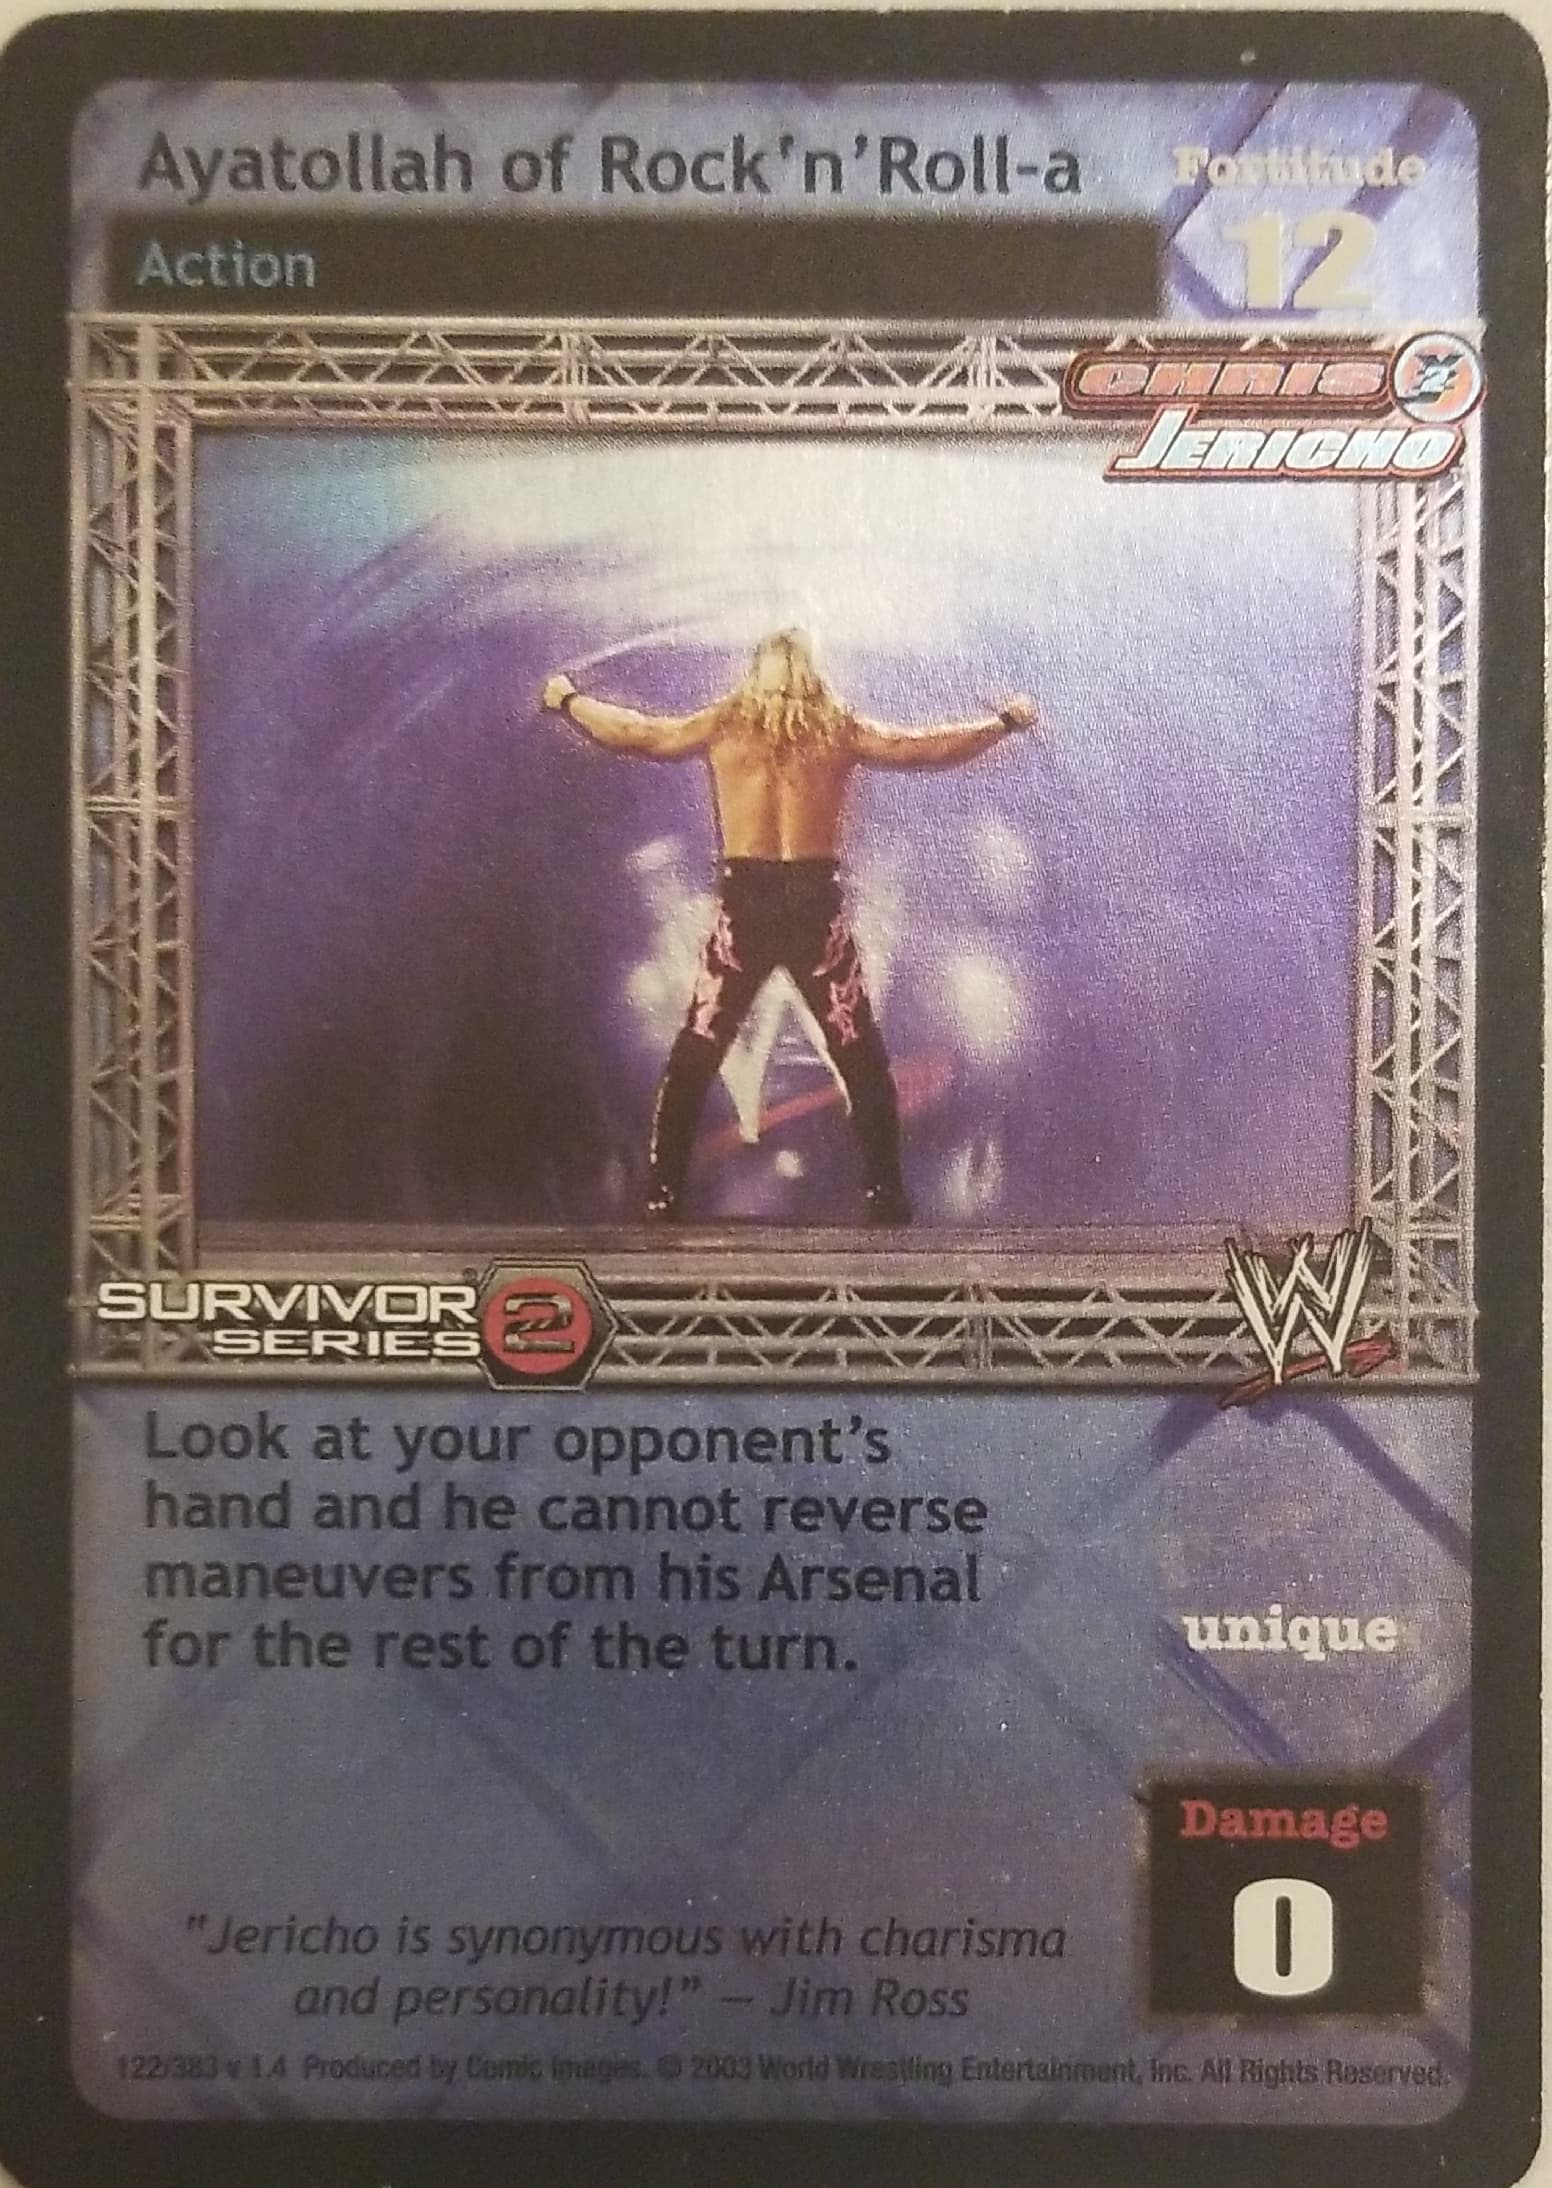 Ayatollah of Rock'n'Roll-a
Fortitude
12
Action
CHRIS Y2J
JERICHO
SURVIVOR
SERIES 2
W
Look at your opponent's
hand and he cannot reverse
maneuvers from his Arsenal
for the rest of the turn.
unique
Damage
0
"Jericho is synonymous with charisma
and personality!" – Jim Ross
122/383 v 1.4 Produced by Comic Images. © 2003 World Wrestling Entertainment, Inc. All Rights Reserved.